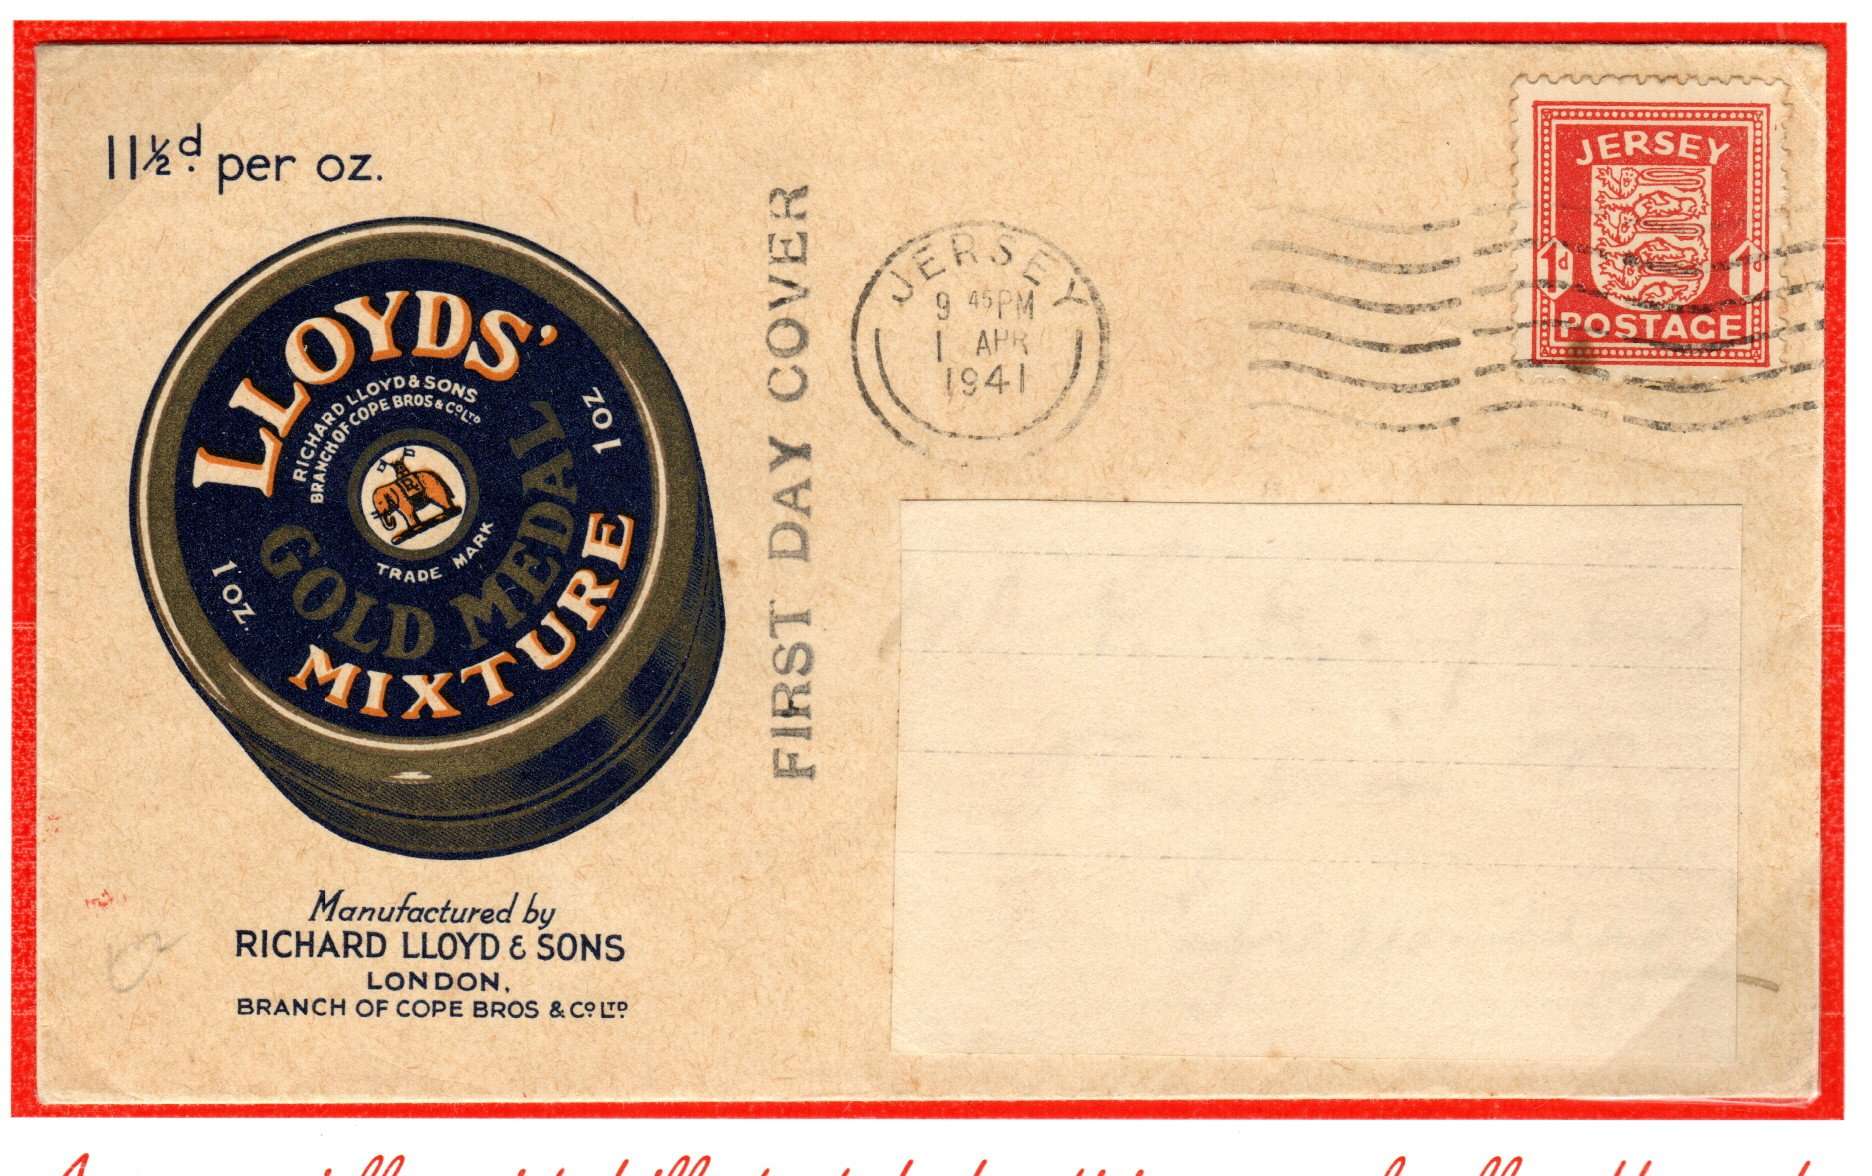 11½d. per oz.
LLOYDS'
RICHARD LLOYD & SONS
BRANCH OF COPE BROS & Co LTD
1 OZ
GOLD MEDAL
TRADE MARK
1 OZ.
MIXTURE
Manufactured by
RICHARD LLOYD & SONS
LONDON,
BRANCH OF COPE BROS & Co. LTD.
FIRST DAY COVER
JERSEY
9 45 PM
1 APR
1941
JERSEY
1d 1d
POSTAGE